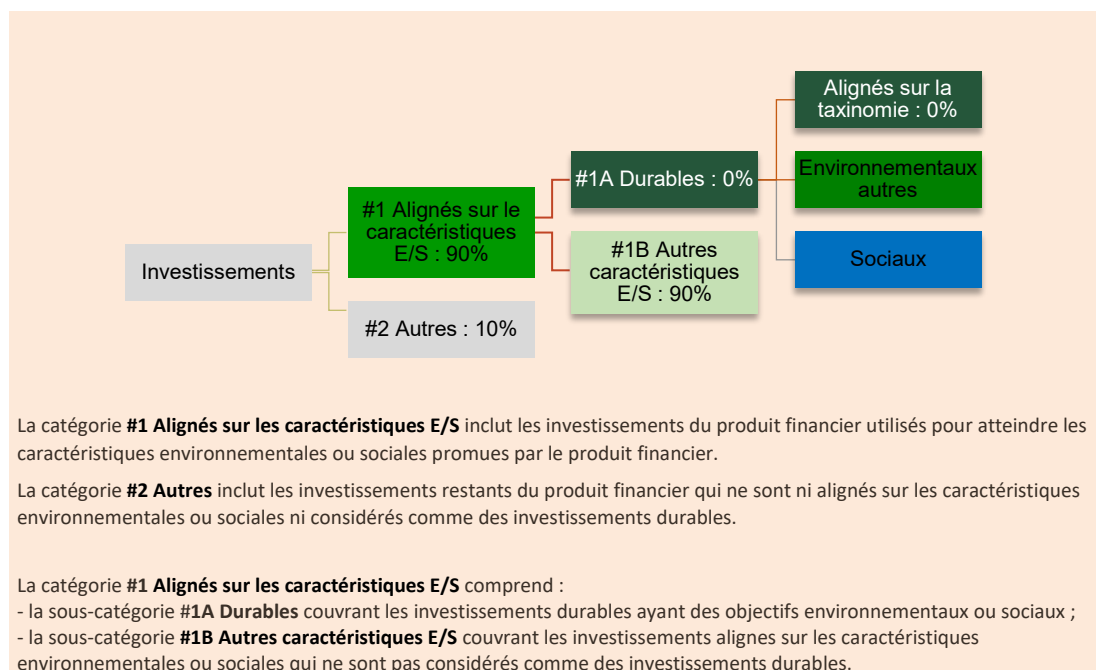 Alignés sur la
taxinomie : 0%
#1A Durables : 0%
Environnementaux
autres
#1 Alignés sur le
caractéristiques
E/S : 90%
#1B Autres
caractéristiques
E/S : 90%
Sociaux
Investissements
#2 Autres : 10%
La catégorie #1 Alignés sur les caractéristiques E/S inclut les investissements du produit financier utilisés pour atteindre les
caractéristiques environnementales ou sociales promues par le produit financier.
La catégorie #2 Autres inclut les investissements restants du produit financier qui ne sont ni alignés sur les caractéristiques
environnementales ou sociales ni considérés comme des investissements durables.
La catégorie #1 Alignés sur les caractéristiques E/S comprend :
- la sous-catégorie #1A Durables couvrant les investissements durables ayant des objectifs environnementaux ou sociaux ;
- la sous-catégorie #1B Autres caractéristiques E/S couvrant les investissements alignes sur les caractéristiques
environnementales ou sociales qui ne sont pas considérés comme des investissements durables.